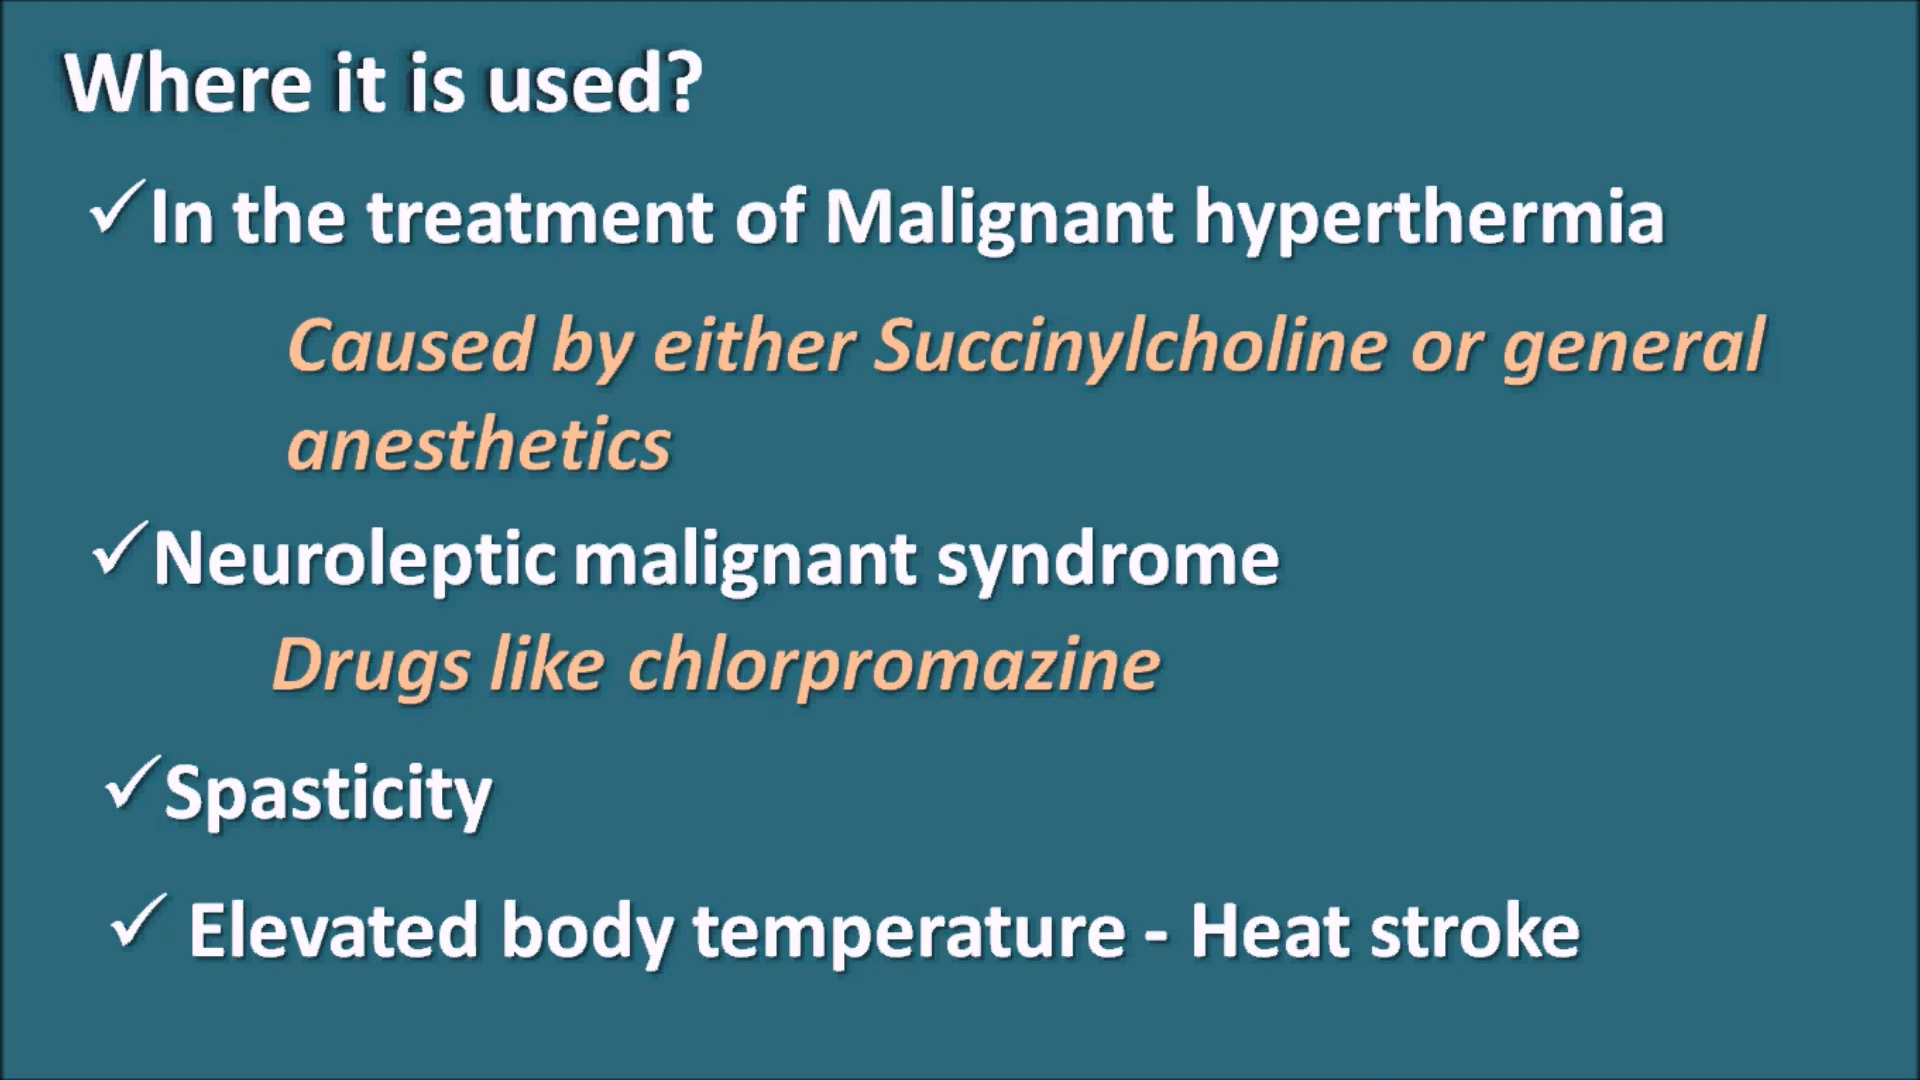 Where it is used?
✓In the treatment of Malignant hyperthermia
Caused by either Succinylcholine or general
anesthetics
✓Neuroleptic malignant syndrome
Drugs like chlorpromazine
✓Spasticity
✓ Elevated body temperature - Heat stroke